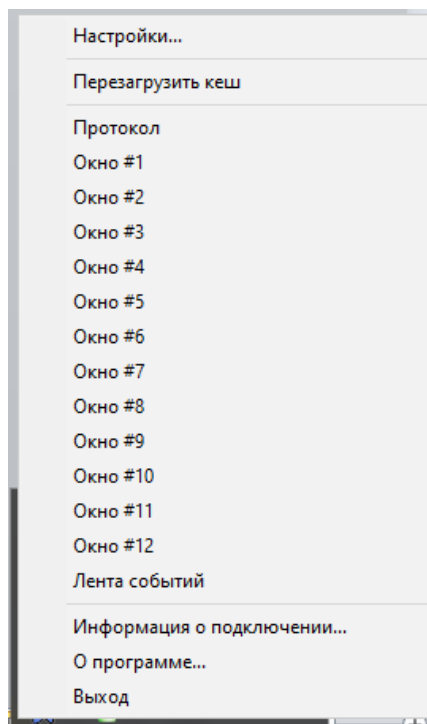 Настройки...
Перезагрузить кеш
Протокол
Окно #1
Окно #2
Окно #3
Окно #4
Окно #5
Окно #6
Окно #7
Окно #8
Окно #9
Окно #10
Окно #11
Окно #12
Лента событий
Информация о подключении...
О программе...
Выход